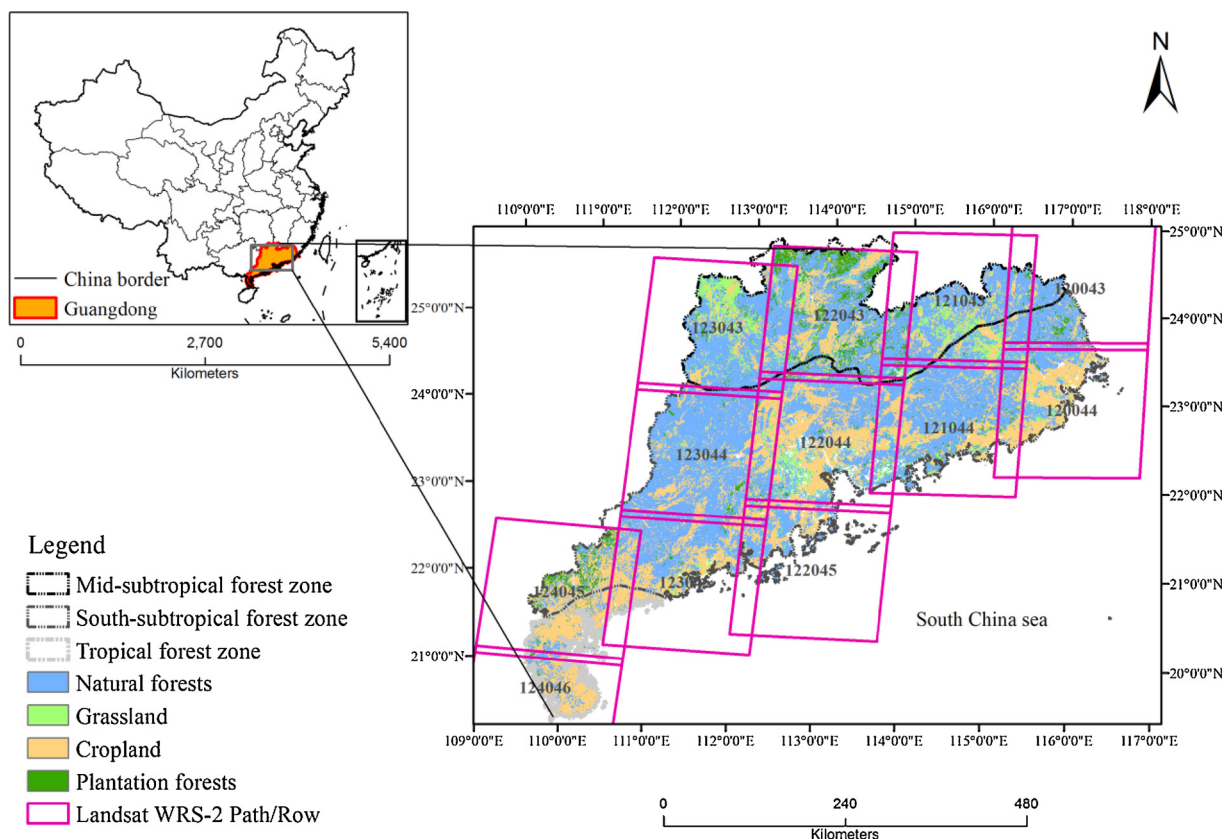 N
China border
Guangdong
0 2,700 5,400
Kilometers
110°0'0"E 111°0'0"E 112°0'0"E 113°0'0"E 114°0'0"E 115°0'0"E 116°0'0"E 117°0'0"E 118°0'0"E
25°0'0"N
24°0'0"N
23°0'0"N
22°0'0"N
21°0'0"N
25°0'0"N
24°0'0"N
23°0'0"N
22°0'0"N
21°0'0"N
20°0'0"N
123043
122043
121043
120043
123044
122044
121044
120044
124045
1230
122045
124046
South China sea
109°0'0"E 110°0'0"E 111°0'0"E 112°0'0"E 113°0'0"E 114°0'0"E 115°0'0"E 116°0'0"E 117°0'0"E
Legend
Mid-subtropical forest zone
South-subtropical forest zone
Tropical forest zone
Natural forests
Grassland
Cropland
Plantation forests
Landsat WRS-2 Path/Row
0 240 480
Kilometers